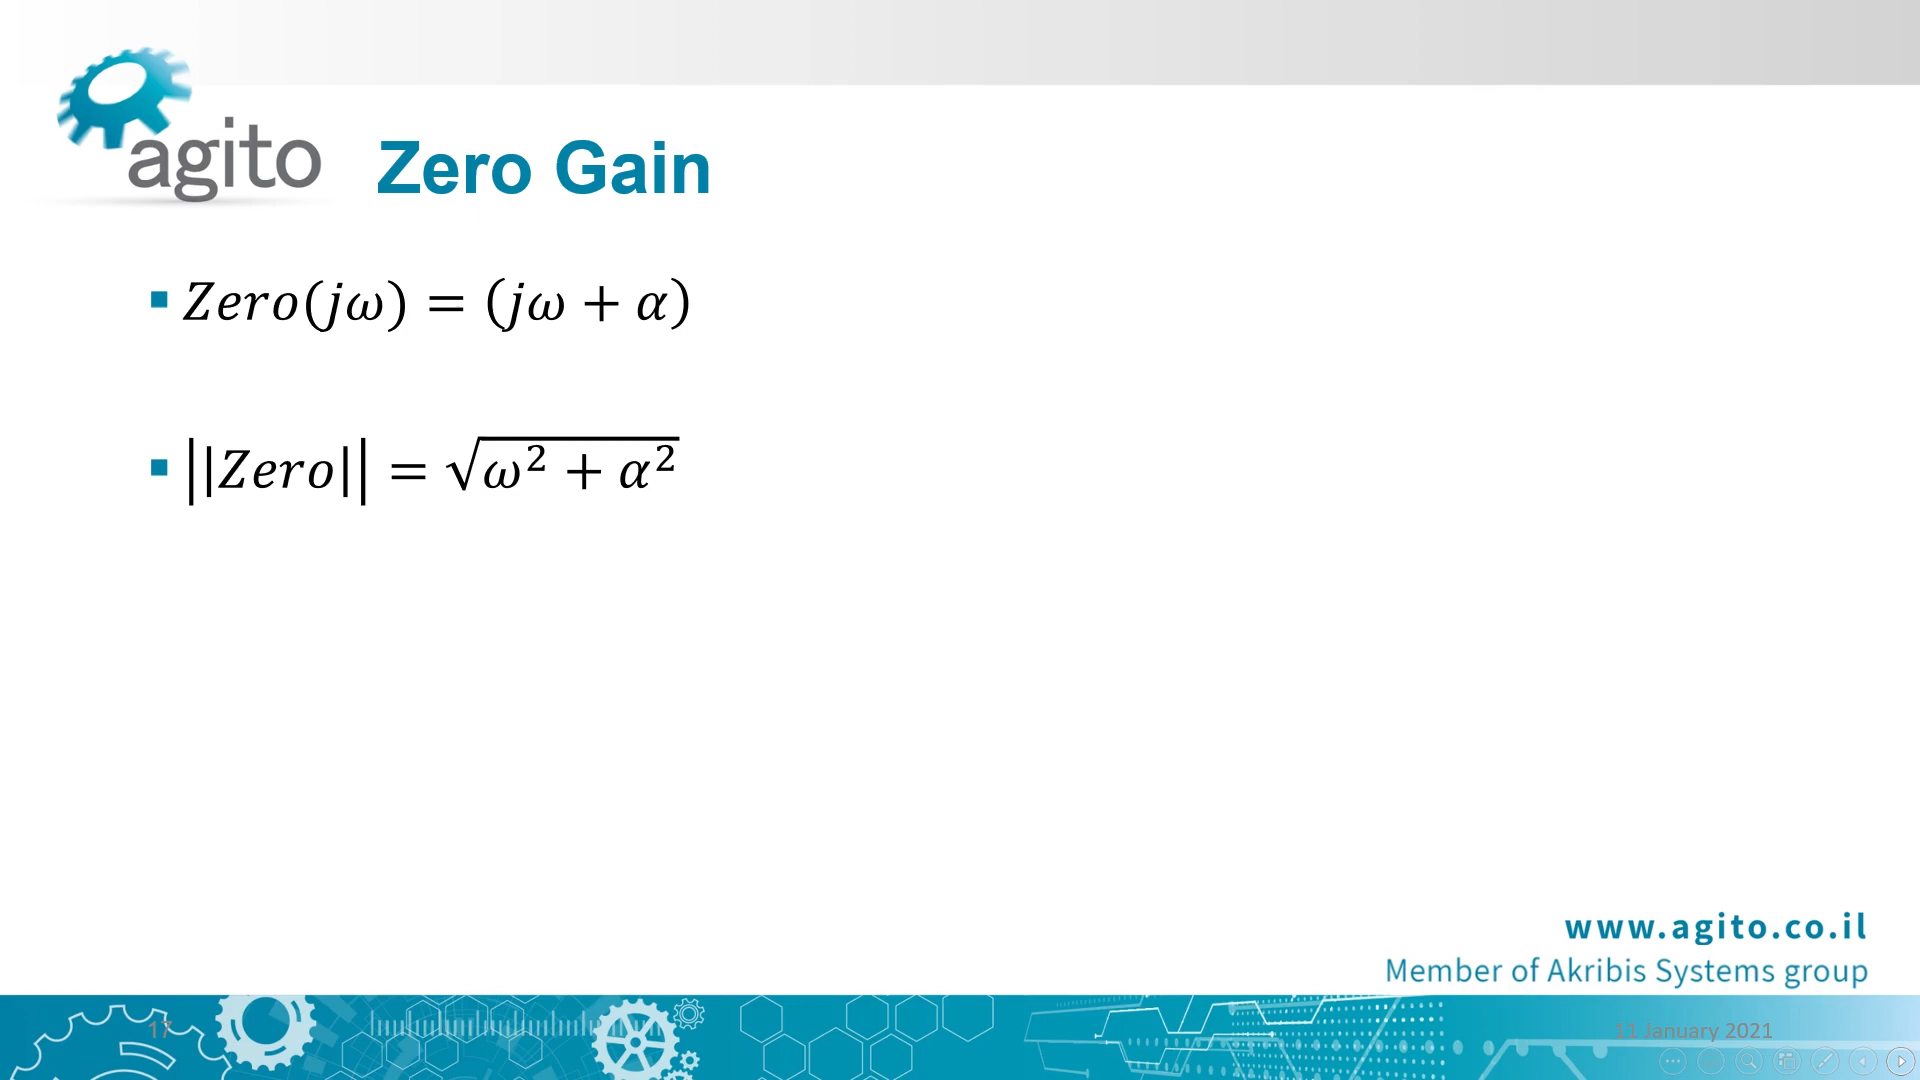 agito
Zero Gain
▪ 𝑍𝑒𝑟𝑜(𝑗𝜔) = (𝑗𝜔 + 𝛼)
▪ ||𝑍𝑒𝑟𝑜|| = √(𝜔² + 𝛼²)
www.agito.co.il
Member of Akribis Systems group
17
11 January 2021